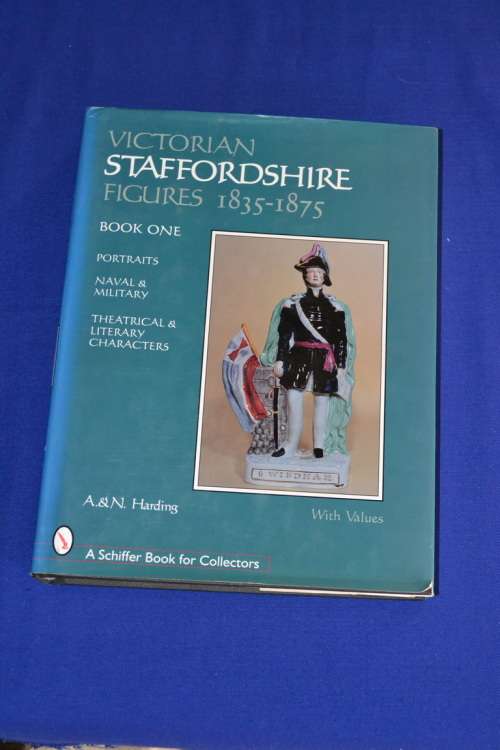 VICTORIAN
STAFFORDSHIRE
FIGURES 1835-1875
BOOK ONE
PORTRAITS
NAVAL &
MILITARY
THEATRICAL &
LITERARY
CHARACTERS
G WINDHAM
A.&N. Harding
With Values
A Schiffer Book for Collectors